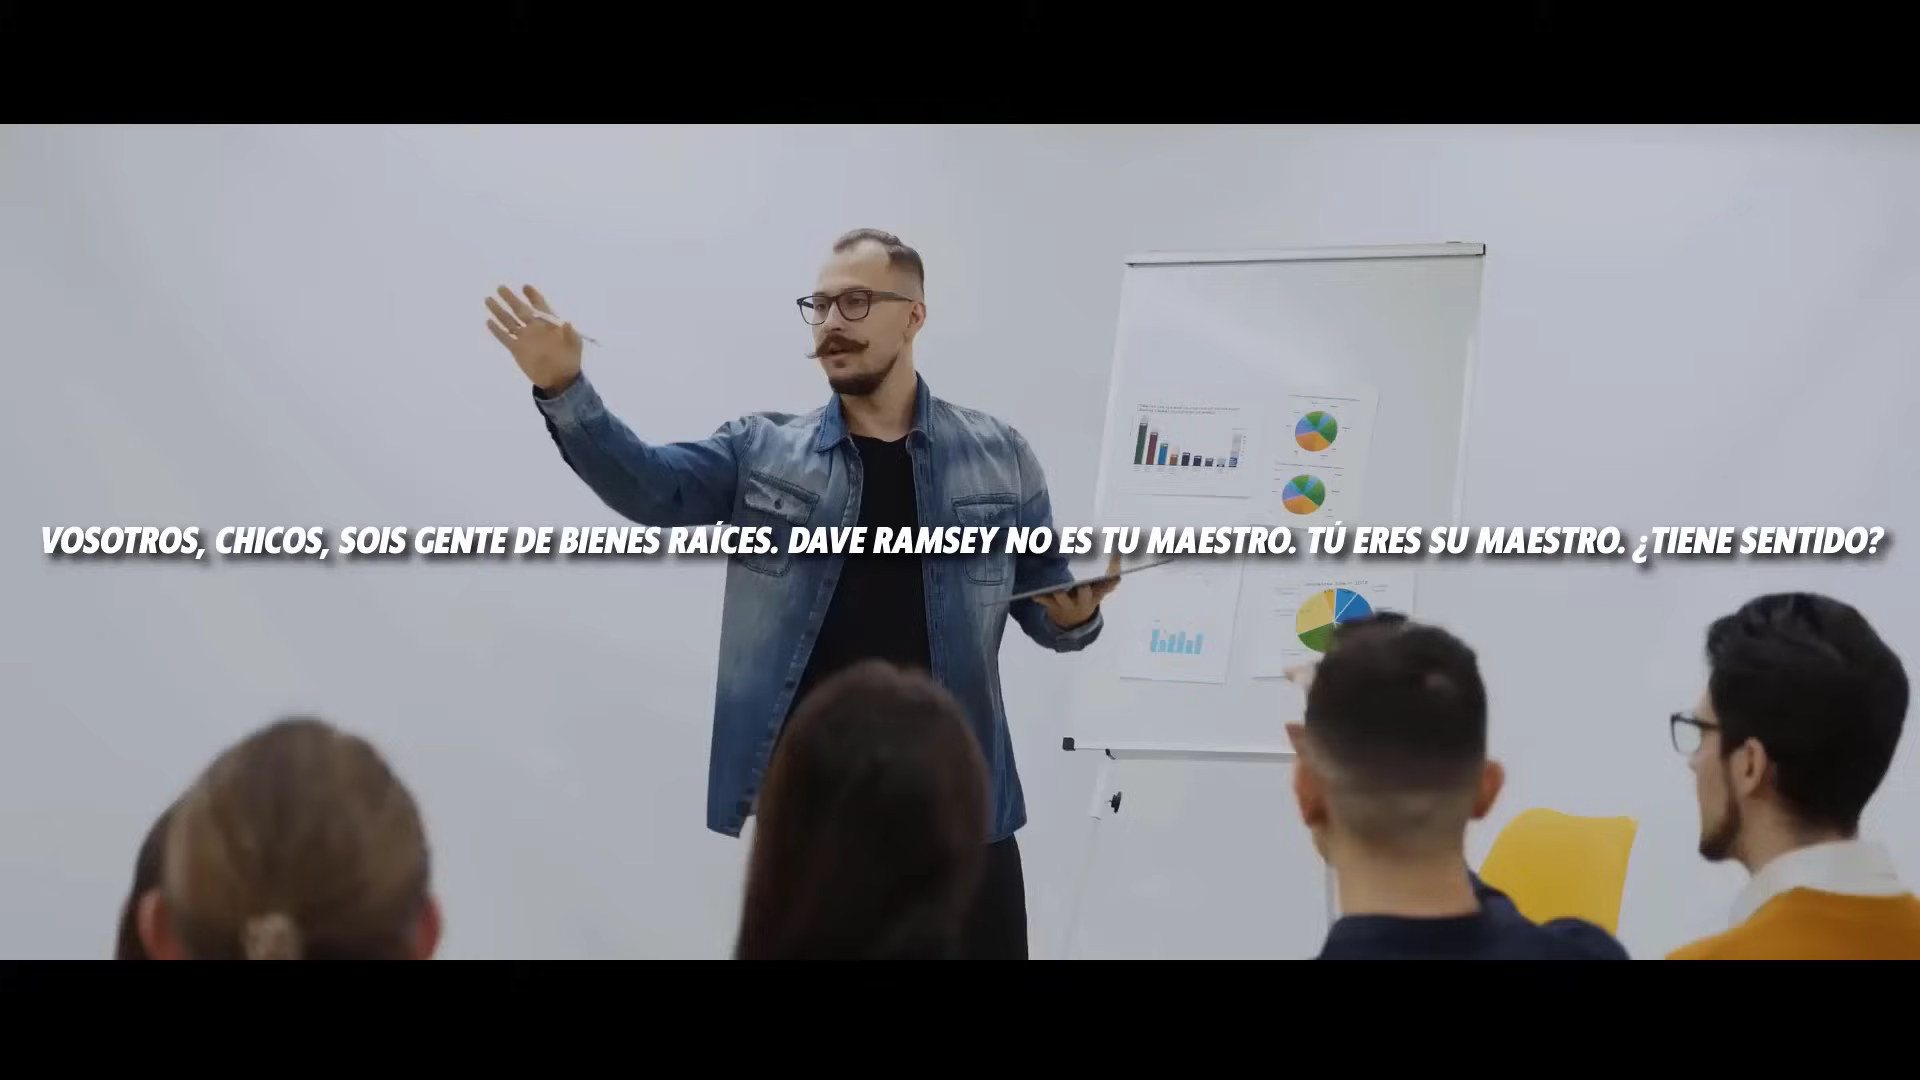 VOSOTROS, CHICOS, SOIS GENTE DE BIENES RAÍCES. DAVE RAMSEY NO ES TU MAESTRO. TÚ ERES SU MAESTRO. ¿TIENE SENTIDO?